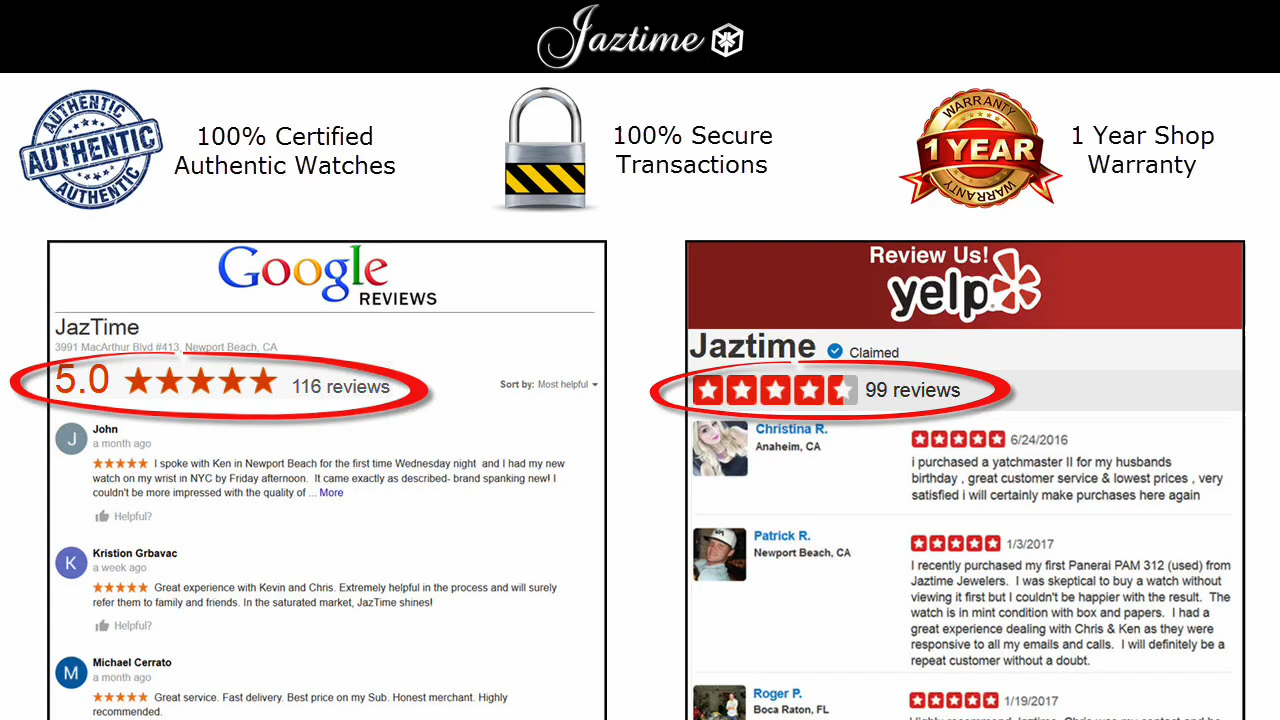 Jaztime
AUTHENTIC
AUTHENTIC
AUTHENTIC
100% Certified
Authentic Watches
100% Secure
Transactions
WARRANTY
1 YEAR
WARRANTY
1 Year Shop
Warranty
Google
REVIEWS
JazTime
3991 MacArthur Blvd #413, Newport Beach, CA
5.0 116 reviews
Sort by: Most helpful
J
John
a month ago
I spoke with Ken in Newport Beach for the first time Wednesday night and I had my new
watch on my wrist in NYC by Friday afternoon. It came exactly as described- brand spanking new! I
couldn't be more impressed with the quality of ... More
Helpful?
K
Kristion Grbavac
a week ago
Great experience with Kevin and Chris. Extremely helpful in the process and will surely
refer them to family and friends. In the saturated market, JazTime shines!
Helpful?
M
Michael Cerrato
a month ago
Great service. Fast delivery. Best price on my Sub. Honest merchant. Highly
recommended.
Review Us!
yelp
Jaztime Claimed
99 reviews
Christina R.
Anaheim, CA
6/24/2016
i purchased a yatchmaster II for my husbands
birthday , great customer service & lowest prices , very
satisfied i will certainly make purchases here again
Patrick R.
Newport Beach, CA
1/3/2017
I recently purchased my first Panerai PAM 312 (used) from
Jaztime Jewelers. I was skeptical to buy a watch without
viewing it first but I couldn't be happier with the result. The
watch is in mint condition with box and papers. I had a
great experience dealing with Chris & Ken as they were
responsive to all my emails and calls. I will definitely be a
repeat customer without a doubt.
Roger P.
Boca Raton, FL
1/19/2017